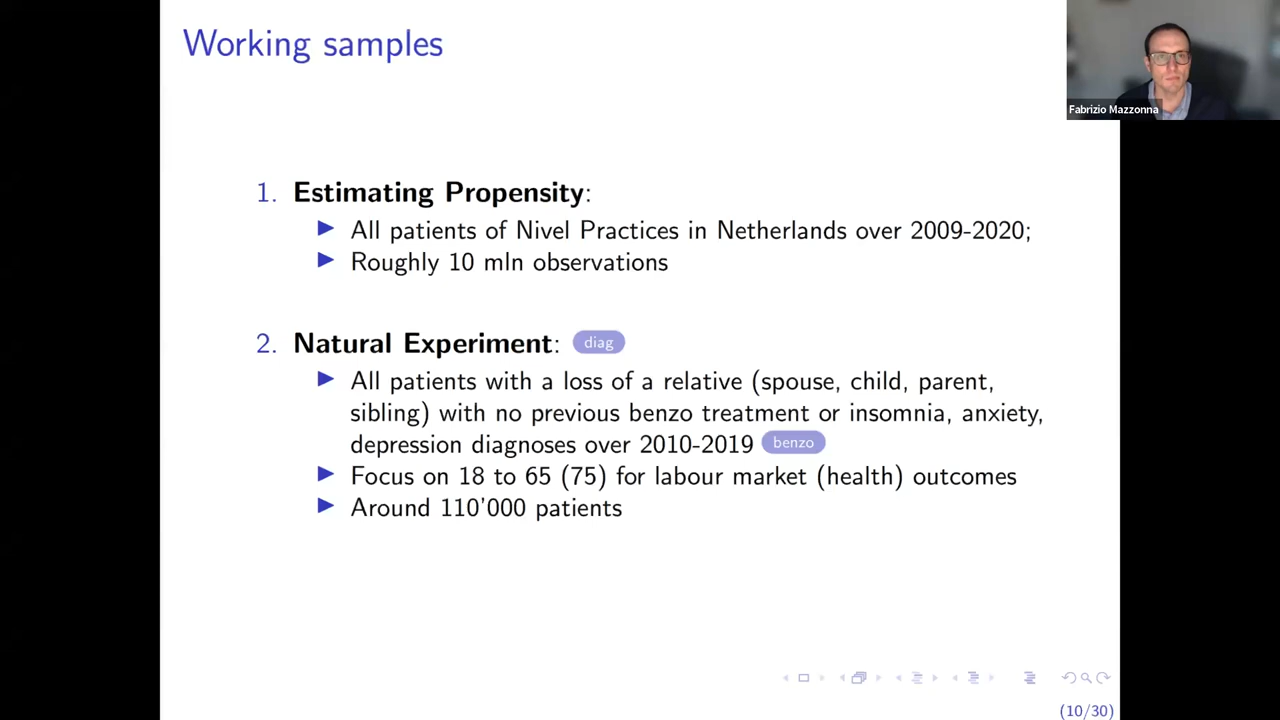 Working samples
Fabrizio Mazzonna
1. Estimating Propensity:
All patients of Nivel Practices in Netherlands over 2009-2020;
Roughly 10 mln observations
2. Natural Experiment: diag
All patients with a loss of a relative (spouse, child, parent,
sibling) with no previous benzo treatment or insomnia, anxiety,
depression diagnoses over 2010-2019 benzo
Focus on 18 to 65 (75) for labour market (health) outcomes
Around 110'000 patients
(10/30)